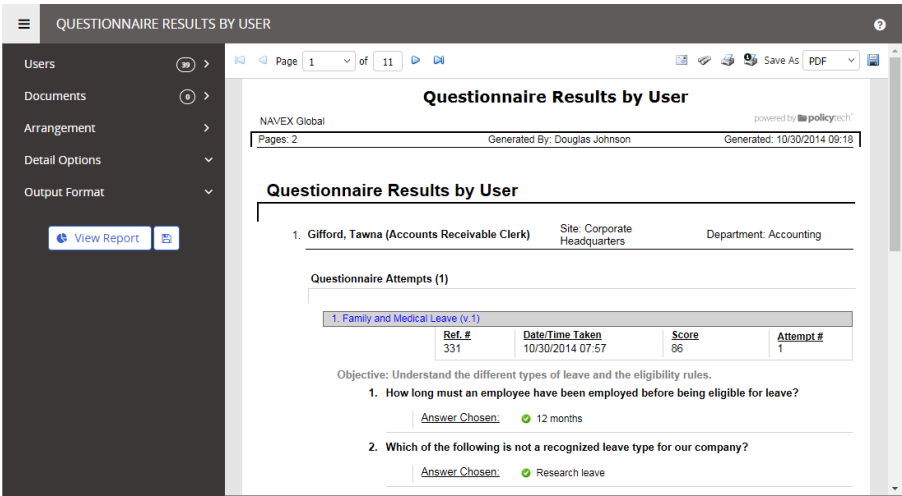 QUESTIONNAIRE RESULTS BY USER
?
Users 39
Documents 0
Arrangement
Detail Options
Output Format
View Report
Page 1 of 11
Save As PDF
Questionnaire Results by User
NAVEX Global
powered by policytech
Pages: 2 Generated By: Douglas Johnson Generated: 10/30/2014 09:18
Questionnaire Results by User
1. Gifford, Tawna (Accounts Receivable Clerk) Site: Corporate Department: Accounting
Headquarters
Questionnaire Attempts (1)
1. Family and Medical Leave (v.1)
Ref. # Date/Time Taken Score Attempt #
331 10/30/2014 07:57 86 1
Objective: Understand the different types of leave and the eligibility rules.
1. How long must an employee have been employed before being eligible for leave?
Answer Chosen: 12 months
2. Which of the following is not a recognized leave type for our company?
Answer Chosen: Research leave